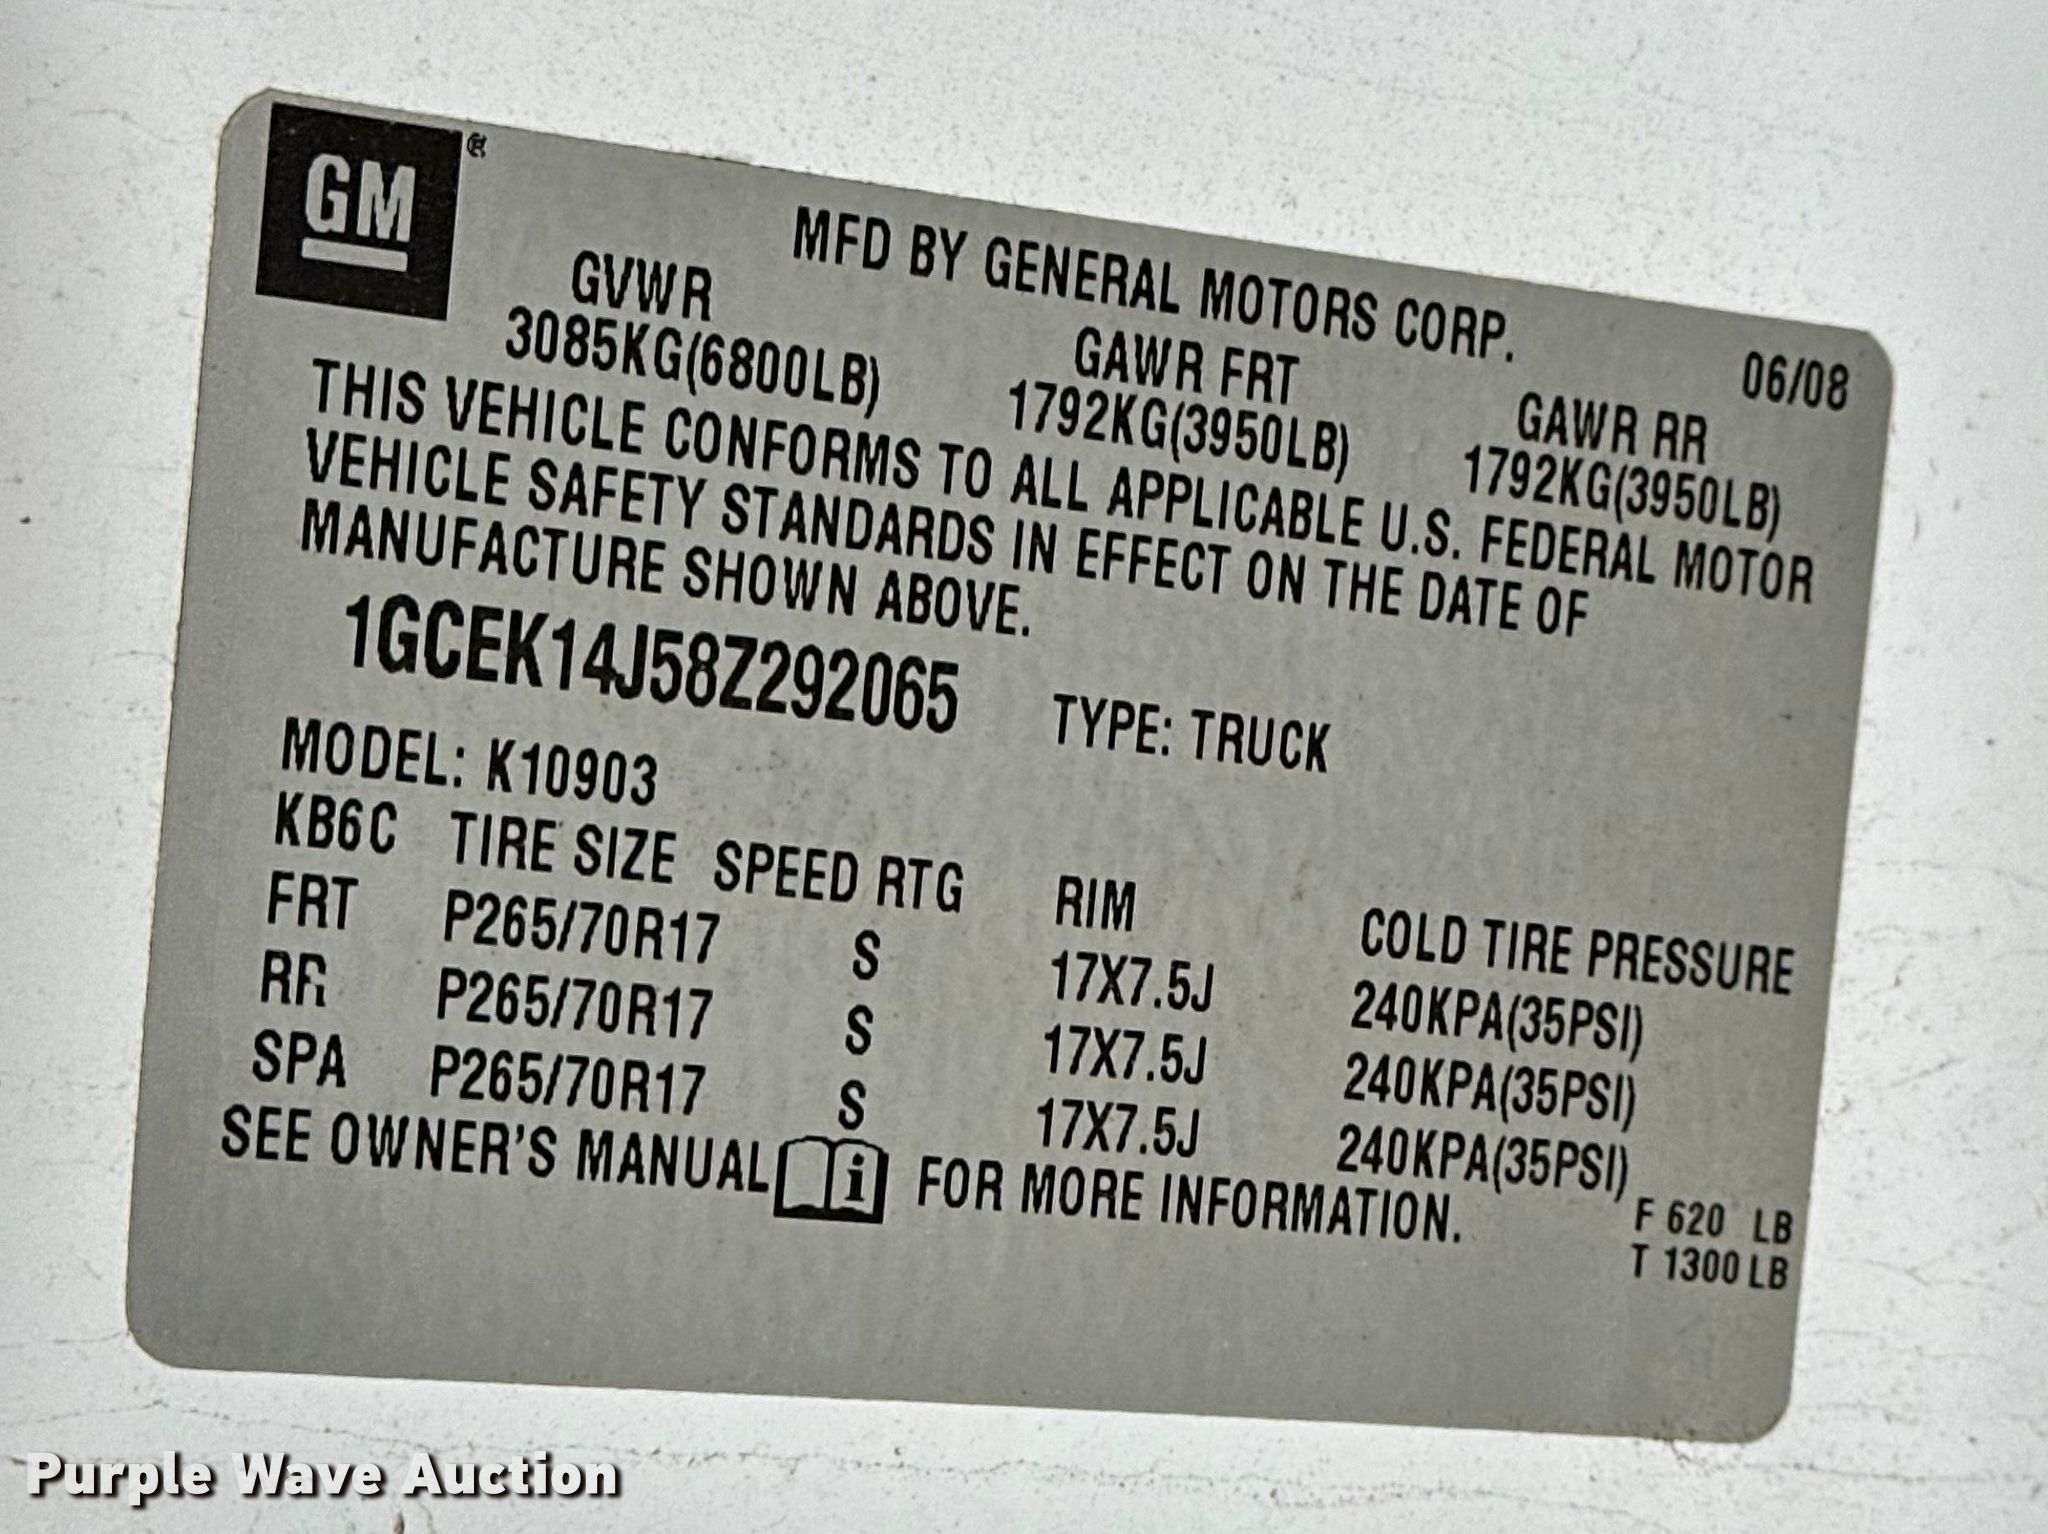 GM
MFD BY GENERAL MOTORS CORP. 06/08
GVWR GAWR FRT GAWR RR
3085KG(6800LB) 1792KG(3950LB) 1792KG(3950LB)
THIS VEHICLE CONFORMS TO ALL APPLICABLE U.S. FEDERAL MOTOR
VEHICLE SAFETY STANDARDS IN EFFECT ON THE DATE OF
MANUFACTURE SHOWN ABOVE.
1GCEK14J58Z292065 TYPE: TRUCK
MODEL: K10903
KB6C TIRE SIZE SPEED RTG RIM COLD TIRE PRESSURE
FRT P265/70R17 S 17X7.5J 240KPA(35PSI)
RR P265/70R17 S 17X7.5J 240KPA(35PSI)
SPA P265/70R17 S 17X7.5J 240KPA(35PSI)
SEE OWNER'S MANUAL i FOR MORE INFORMATION.
F 620 LB
T 1300 LB
Purple Wave Auction